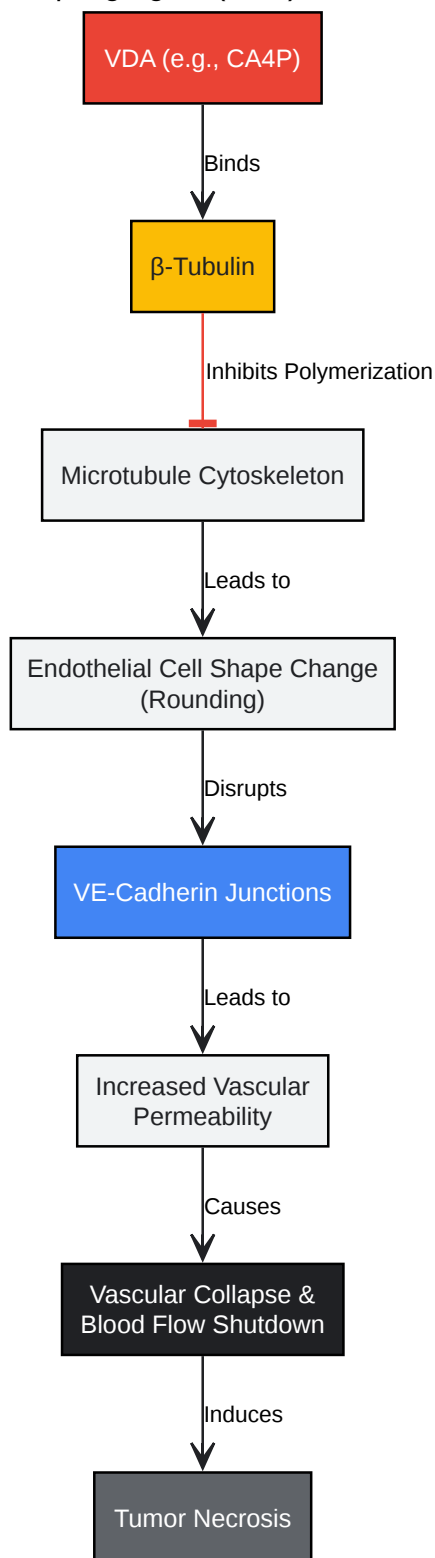 VDA (e.g., CA4P)
Binds
β-Tubulin
Inhibits Polymerization
Microtubule Cytoskeleton
Leads to
Endothelial Cell Shape Change
(Rounding)
Disrupts
VE-Cadherin Junctions
Leads to
Increased Vascular
Permeability
Causes
Vascular Collapse &
Blood Flow Shutdown
Induces
Tumor Necrosis